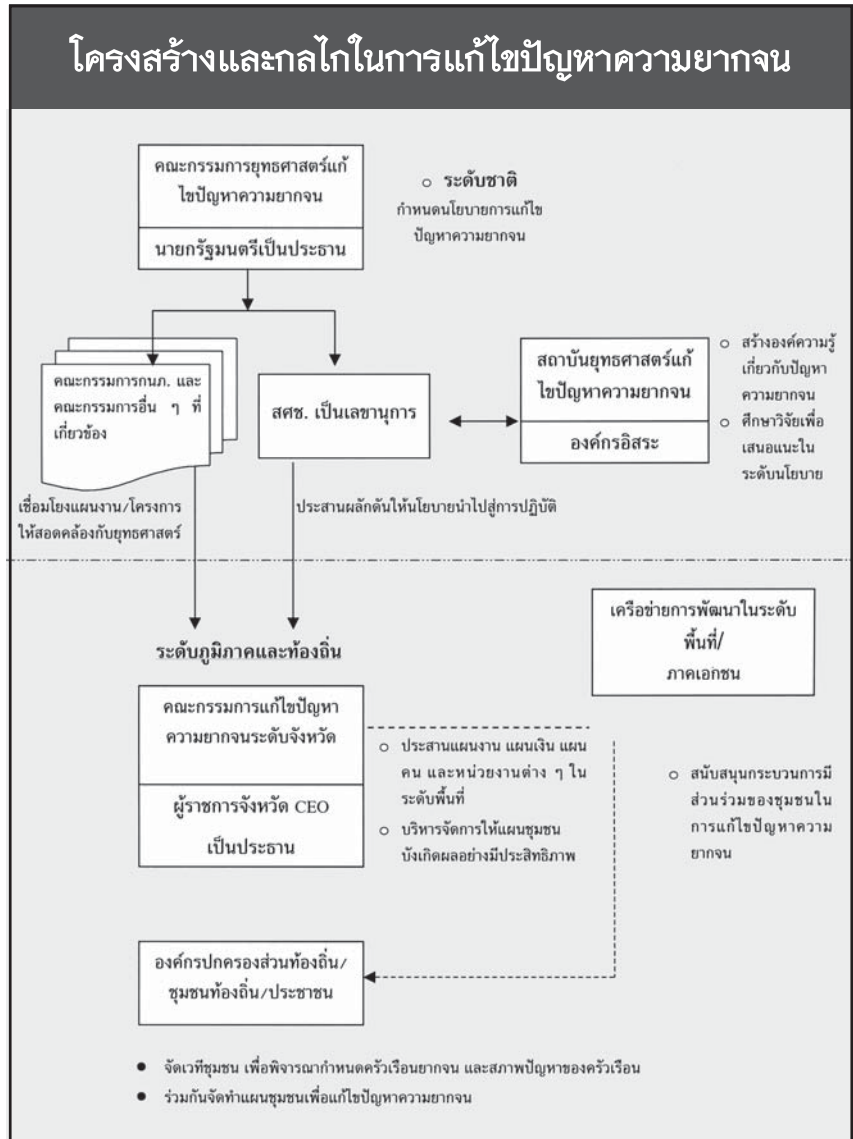 โครงสร้างและกลไกในการแก้ไขปัญหาความยากจน
คณะกรรมการยุทธศาสตร์แก้
ไขปัญหาความยากจน
นายกรัฐมนตรีเป็นประธาน
○ ระดับชาติ
กำหนดนโยบายการแก้ไข
ปัญหาความยากจน
คณะกรรมการกนภ. และ
คณะกรรมการอื่น ๆ ที่
เกี่ยวข้อง
สศช. เป็นเลขานุการ
สถาบันยุทธศาสตร์แก้
ไขปัญหาความยากจน
องค์กรอิสระ
○ สร้างองค์ความรู้
เกี่ยวกับปัญหา
ความยากจน
○ ศึกษาวิจัยเพื่อ
เสนอแนะใน
ระดับนโยบาย
เชื่อมโยงแผนงาน/โครงการ
ให้สอดคล้องกับยุทธศาสตร์
ประสานผลักดันให้นโยบายนำไปสู่การปฏิบัติ
เครือข่ายการพัฒนาในระดับ
พื้นที่/
ภาคเอกชน
ระดับภูมิภาคและท้องถิ่น
คณะกรรมการแก้ไขปัญหา
ความยากจนระดับจังหวัด
ผู้ราชการจังหวัด CEO
เป็นประธาน
○ ประสานแผนงาน แผนเงิน แผน
คน และหน่วยงานต่าง ๆ ใน
ระดับพื้นที่
○ บริหารจัดการให้แผนชุมชน
บังเกิดผลอย่างมีประสิทธิภาพ
○ สนับสนุนกระบวนการมี
ส่วนร่วมของชุมชนใน
การแก้ไขปัญหาความ
ยากจน
องค์กรปกครองส่วนท้องถิ่น/
ชุมชนท้องถิ่น/ประชาชน
● จัดเวทีชุมชน เพื่อพิจารณากำหนดครัวเรือนยากจน และสภาพปัญหาของครัวเรือน
● ร่วมกันจัดทำแผนชุมชนเพื่อแก้ไขปัญหาความยากจน